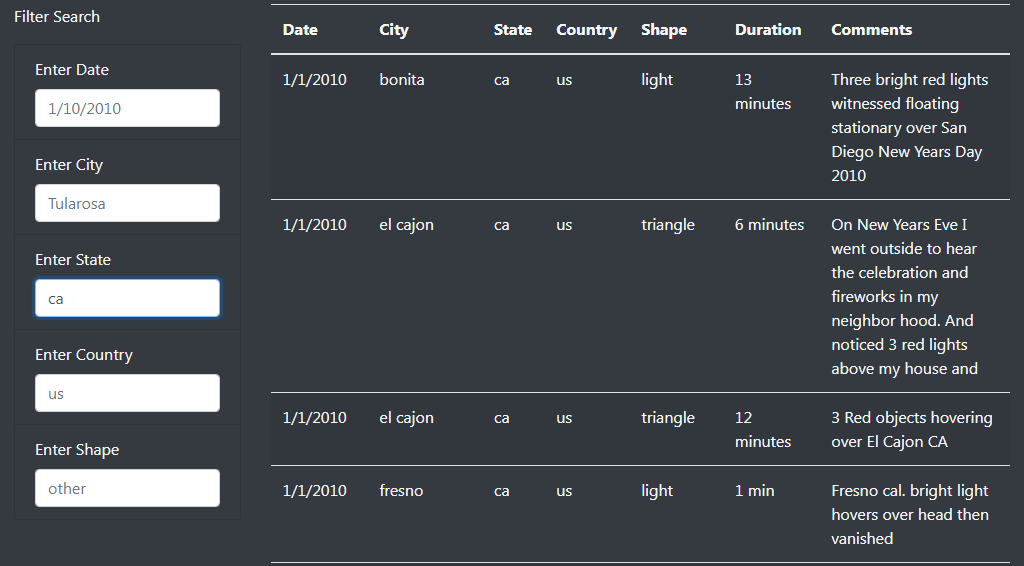 Filter Search
Enter Date
1/10/2010
Enter City
Tularosa
Enter State
ca
Enter Country
us
Enter Shape
other
Date City State Country Shape Duration Comments
1/1/2010 bonita ca us light 13 minutes Three bright red lights
witnessed floating
stationary over San
Diego New Years Day
2010
1/1/2010 el cajon ca us triangle 6 minutes On New Years Eve I
went outside to hear
the celebration and
fireworks in my
neighbor hood. And
noticed 3 red lights
above my house and
1/1/2010 el cajon ca us triangle 12 minutes 3 Red objects hovering
over El Cajon CA
1/1/2010 fresno ca us light 1 min Fresno cal. bright light
hovers over head then
vanished